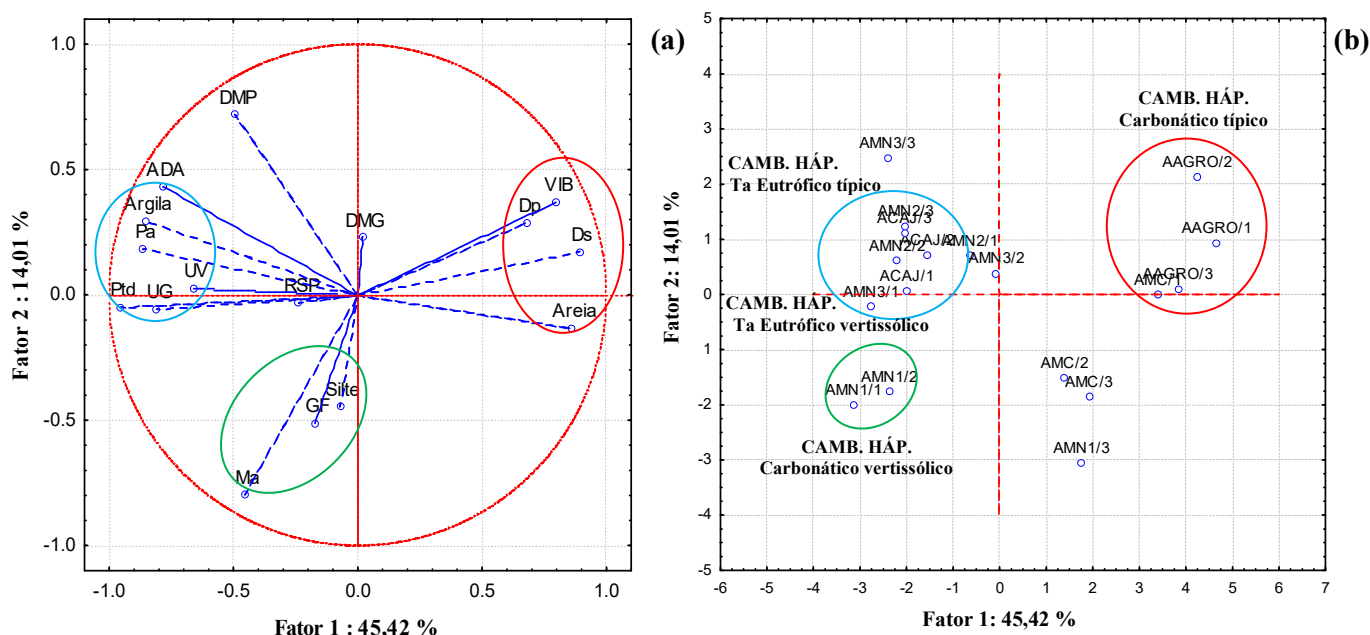 (a)
1.0
0.5
0.0
-0.5
-1.0
Fator 2 : 14,01 %
DMP
ADA
Argila
Pa
UV
Ptd
UG
RSP
DMG
VIB
Dp
Ds
Areia
Silte
GF
Ma
-1.0
-0.5
0.0
0.5
1.0
Fator 1 : 45,42 %
(b)
5
4
3
2
1
0
-1
-2
-3
-4
-5
Fator 2: 14,01 %
CAMB. HÁP.
Carbonático típico
AAGRO/2
AAGRO/1
AAGRO/3
AMC/1
AMN3/3
CAMB. HÁP.
Ta Eutrófico típico
AMN2/3
ACAJ/3
ACAJ/2
AMN2/1
AMN2/2
AMN3/2
ACAJ/1
AMN3/1
CAMB. HÁP.
Ta Eutrófico vertissólico
AMN1/2
AMN1/1
CAMB. HÁP.
Carbonático vertissólico
AMC/2
AMC/3
AMN1/3
-6
-5
-4
-3
-2
-1
0
1
2
3
4
5
6
7
Fator 1: 45,42 %